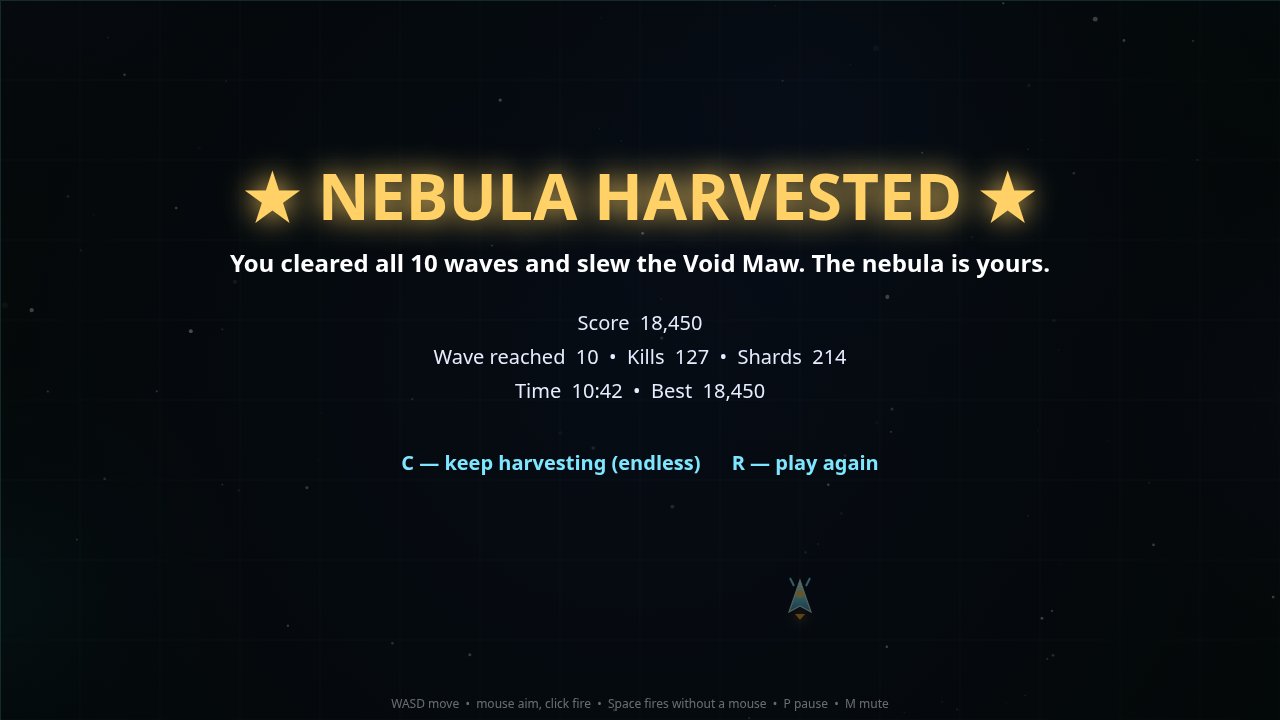 ★ NEBULA HARVESTED ★
You cleared all 10 waves and slew the Void Maw. The nebula is yours.
Score 18,450
Wave reached 10 • Kills 127 • Shards 214
Time 10:42 • Best 18,450
C — keep harvesting (endless) R — play again
WASD move • mouse aim, click fire • Space fires without a mouse • P pause • M mute